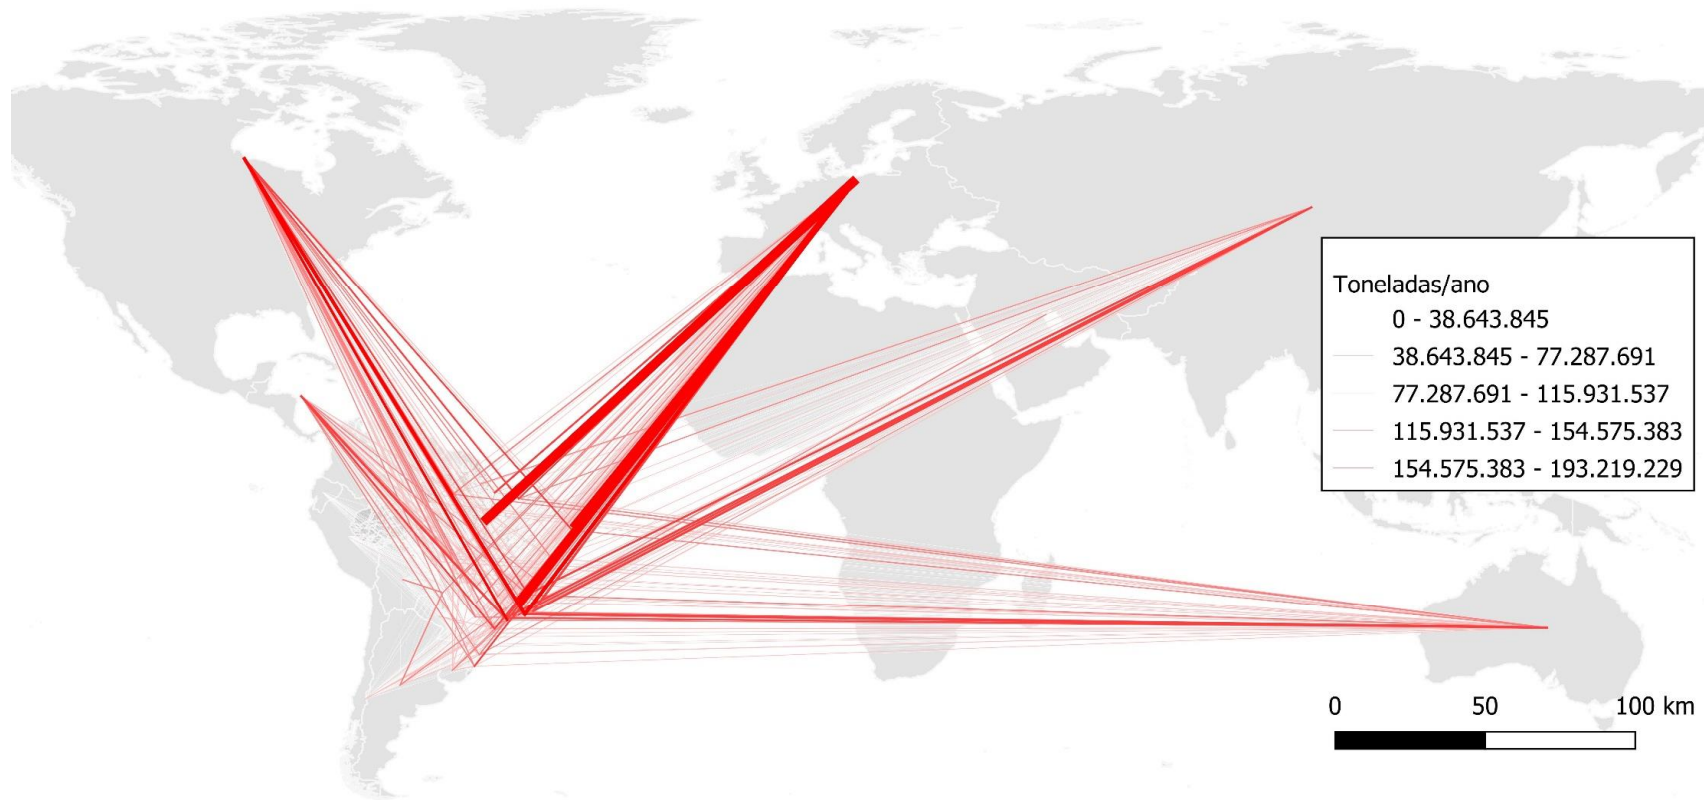 Toneladas/ano
0 - 38.643.845
38.643.845 - 77.287.691
77.287.691 - 115.931.537
115.931.537 - 154.575.383
154.575.383 - 193.219.229
0 50 100 km